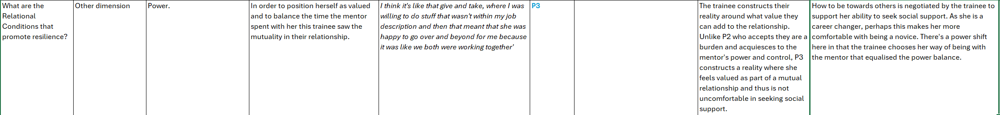 What are the
Relational
Conditions that
promote resilience?
Other dimension
Power.
In order to position herself as valued
and to balance the time the mentor
spent with her this trainee saw the
mutuality in their relationship.
I think it's like that give and take, where I was
willing to do stuff that wasn't within my job
description and then that meant that she was
happy to go over and beyond for me because
it was like we both were working together'
P3
The trainee constructs their
reality around what value they
can add to the relationship.
Unlike P2 who accepts they are a
burden and acquiesces to the
mentor's power and control, P3
constructs a reality where she
feels valued as part of a mutual
relationship and thus is not
uncomfortable in seeking social
support.
How to be towards others is negotiated by the trainee to
support her ability to seek social support. As she is a
career changer, perhaps this makes her more
comfortable with being a novice. There's a power shift
here in that the trainee chooses her way of being with
the mentor that equalised the power balance.